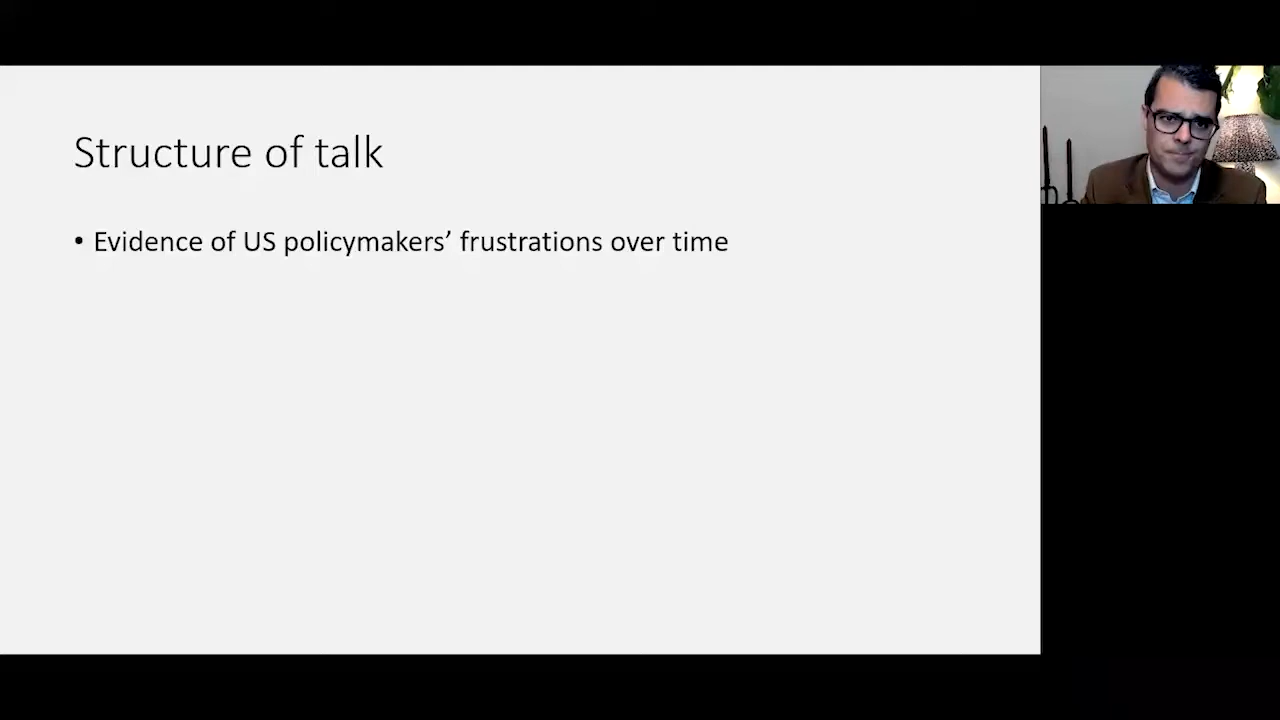 Structure of talk
• Evidence of US policymakers’ frustrations over time